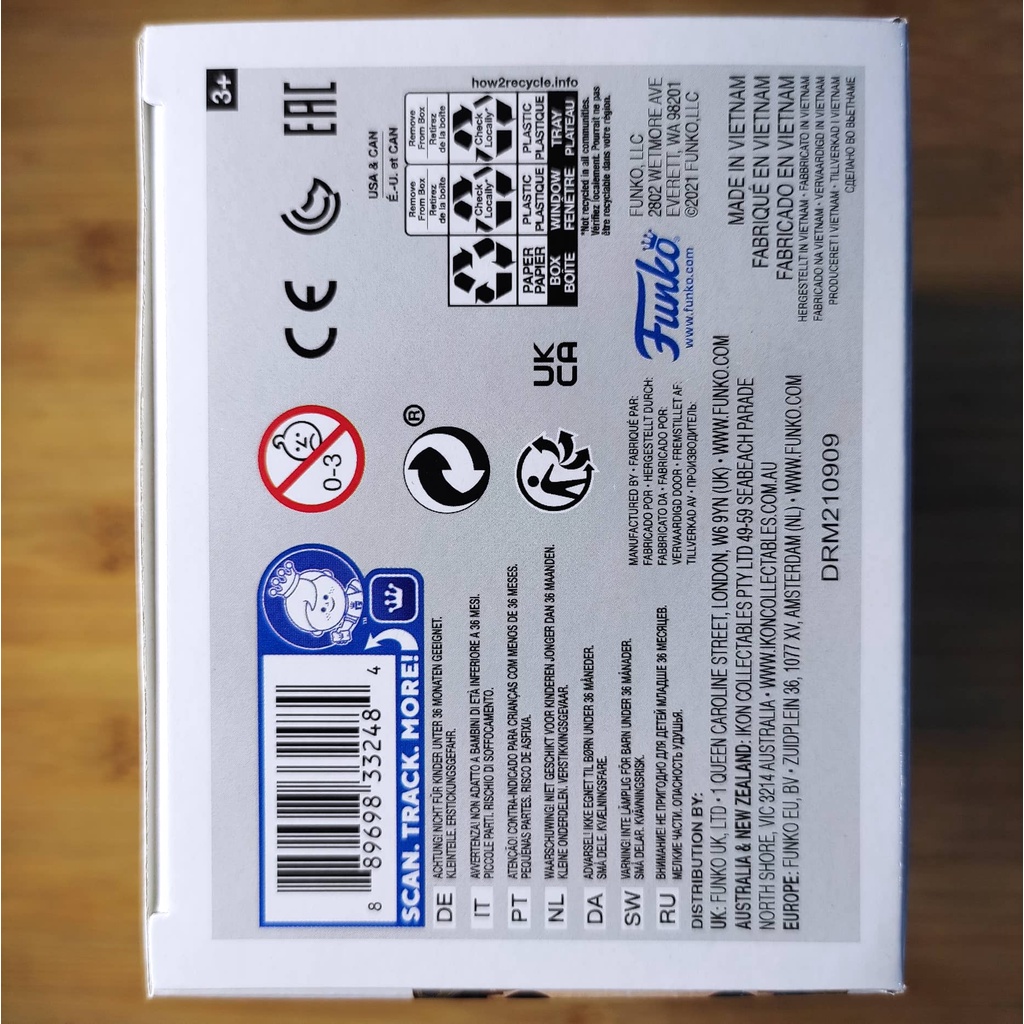 3+
EAC
CE
0-3
USA & CAN
É.-U. et CAN
how2recycle.info
Remove
From Box
Retirez
de la boîte
Remove
From Box
Retirez
de la boîte
Check
Locally*
Check
Locally*
PAPER
PAPIER
PLASTIC
PLASTIQUE
PLASTIC
PLASTIQUE
BOX
BOÎTE
WINDOW
FENÊTRE
TRAY
PLATEAU
*Not recycled in all communities.
Vérifiez localement. Pourrait ne pas
être recyclable dans votre région.
UK
CA
®
8 89698 33248 4
SCAN. TRACK. MORE!
™
DE ACHTUNG! NICHT FÜR KINDER UNTER 36 MONATEN GEEIGNET.
KLEINTEILE. ERSTICKUNGSGEFAHR.
IT AVVERTENZA! NON ADATTO A BAMBINI DI ETÀ INFERIORE A 36 MESI.
PICCOLE PARTI. RISCHIO DI SOFFOCAMENTO.
PT ATENCÃO! CONTRA-INDICADO PARA CRIANÇAS COM MENOS DE 36 MESES.
PEQUENAS PARTES. RISCO DE ASFIXIA.
NL WAARSCHUWING! NIET GESCHIKT VOOR KINDEREN JONGER DAN 36 MAANDEN.
KLEINE ONDERDELEN. VERSTIKKINGSGEVAAR.
DA ADVARSEL! IKKE EGNET TIL BØRN UNDER 36 MÅNEDER.
SMÅ DELE. KVÆLNINGSFARE.
SW VARNING! INTE LÄMPLIG FÖR BARN UNDER 36 MÅNADER.
SMÅ DELAR. KVÄVNINGSRISK.
RU ВНИМАНИЕ! НЕ ПРИГОДНО ДЛЯ ДЕТЕЙ МЛАДШЕ 36 МЕСЯЦЕВ.
МЕЛКИЕ ЧАСТИ. ОПАСНОСТЬ УДУШЬЯ.
MANUFACTURED BY • FABRIQUÉ PAR:
FABRICADO POR • HERGESTELLT DURCH:
FABBRICATO DA • FABRICADO POR:
VERVAARDIGD DOOR • FREMSTILLET AF:
TILLVERKAD AV • ПРОИЗВОДИТЕЛЬ:
Funko®
www.funko.com
FUNKO, LLC
2802 WETMORE AVE
EVERETT, WA 98201
©2021 FUNKO,LLC
DISTRIBUTION BY:
UK: FUNKO UK, LTD • 1 QUEEN CAROLINE STREET, LONDON, W6 9YN (UK) • WWW.FUNKO.COM
AUSTRALIA & NEW ZEALAND: IKON COLLECTABLES PTY LTD 49-59 SEABEACH PARADE
NORTH SHORE, VIC 3214 AUSTRALIA • WWW.IKONCOLLECTABLES.COM.AU
EUROPE: FUNKO EU, BV • ZUIDPLEIN 36, 1077 XV, AMSTERDAM (NL) • WWW.FUNKO.COM
MADE IN VIETNAM
FABRIQUÉ EN VIETNAM
FABRICADO EN VIETNAM
HERGESTELLT IN VIETNAM • FABBRICATO IN VIETNAM
FABRICADO NA VIETNAM • VERVAARDIGD IN VIETNAM
PRODUCERET I VIETNAM • TILLVERKAD I VIETNAM
СДЕЛАНО ВО ВЬЕТНАМЕ
DRM210909